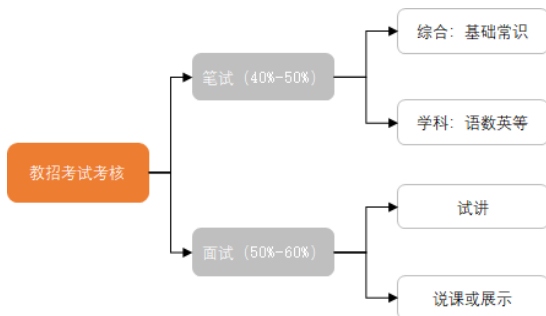 教招考试考核
笔试（40%-50%）
综合：基础常识
学科：语数英等
面试（50%-60%）
试讲
说课或展示